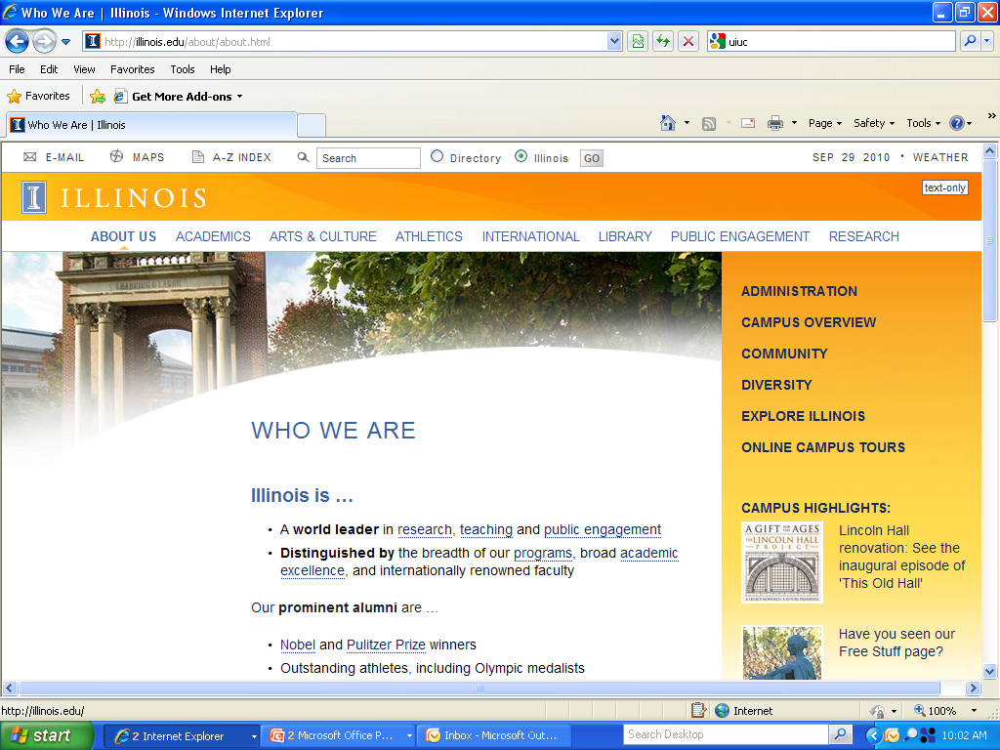 Who We Are | Illinois - Windows Internet Explorer
http://illinois.edu/about/about.html
uiuc
File Edit View Favorites Tools Help
Favorites Get More Add-ons
Who We Are | Illinois
Page Safety Tools
E-MAIL MAPS A-Z INDEX Search Directory Illinois GO SEP 29 2010 • WEATHER
I ILLINOIS
text-only
ABOUT US ACADEMICS ARTS & CULTURE ATHLETICS INTERNATIONAL LIBRARY PUBLIC ENGAGEMENT RESEARCH
LEARNING & LABOR
WHO WE ARE
Illinois is …
• A world leader in research, teaching and public engagement
• Distinguished by the breadth of our programs, broad academic
excellence, and internationally renowned faculty
Our prominent alumni are …
• Nobel and Pulitzer Prize winners
• Outstanding athletes, including Olympic medalists
ADMINISTRATION
CAMPUS OVERVIEW
COMMUNITY
DIVERSITY
EXPLORE ILLINOIS
ONLINE CAMPUS TOURS
CAMPUS HIGHLIGHTS:
A GIFT FOR THE AGES
THE LINCOLN HALL
PROJECT
A LEGACY HONORED A FUTURE PRESERVED
Lincoln Hall
renovation: See the
inaugural episode of
'This Old Hall'
Have you seen our
Free Stuff page?
http://illinois.edu/
Internet
100%
start
2 Internet Explorer
2 Microsoft Office P...
Inbox - Microsoft Out...
Search Desktop
10:02 AM